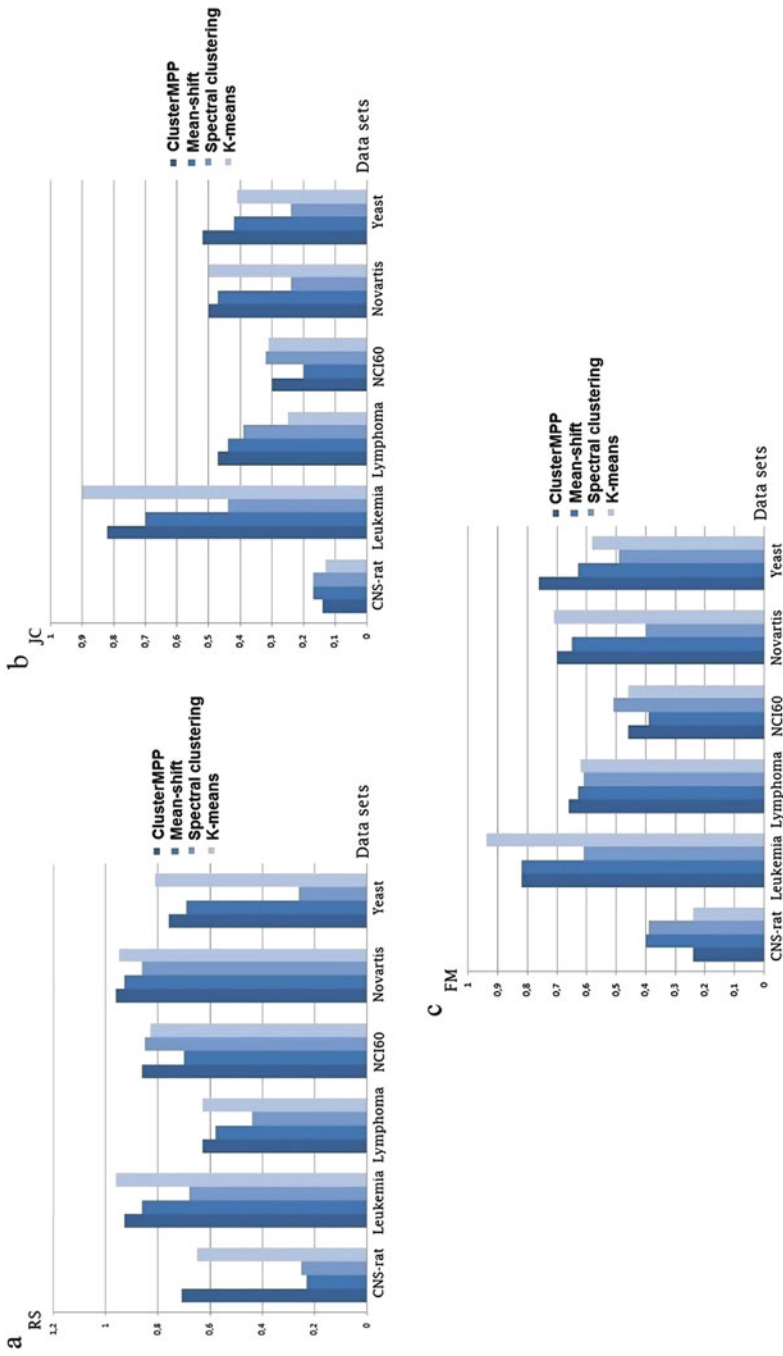 a
RS
1,2
1
0,8
0,6
0,4
0,2
0
CNS-rat Leukemia Lymphoma NCI60 Novartis Yeast
Data sets
ClusterMPP
Mean-shift
Spectral clustering
K-means
b
JC
1
0,9
0,8
0,7
0,6
0,5
0,4
0,3
0,2
0,1
0
CNS-rat Leukemia Lymphoma NCI60 Novartis Yeast
Data sets
ClusterMPP
Mean-shift
Spectral clustering
K-means
c
FM
1
0,9
0,8
0,7
0,6
0,5
0,4
0,3
0,2
0,1
0
CNS-rat Leukemia Lymphoma NCI60 Novartis Yeast
Data sets
ClusterMPP
Mean-shift
Spectral clustering
K-means